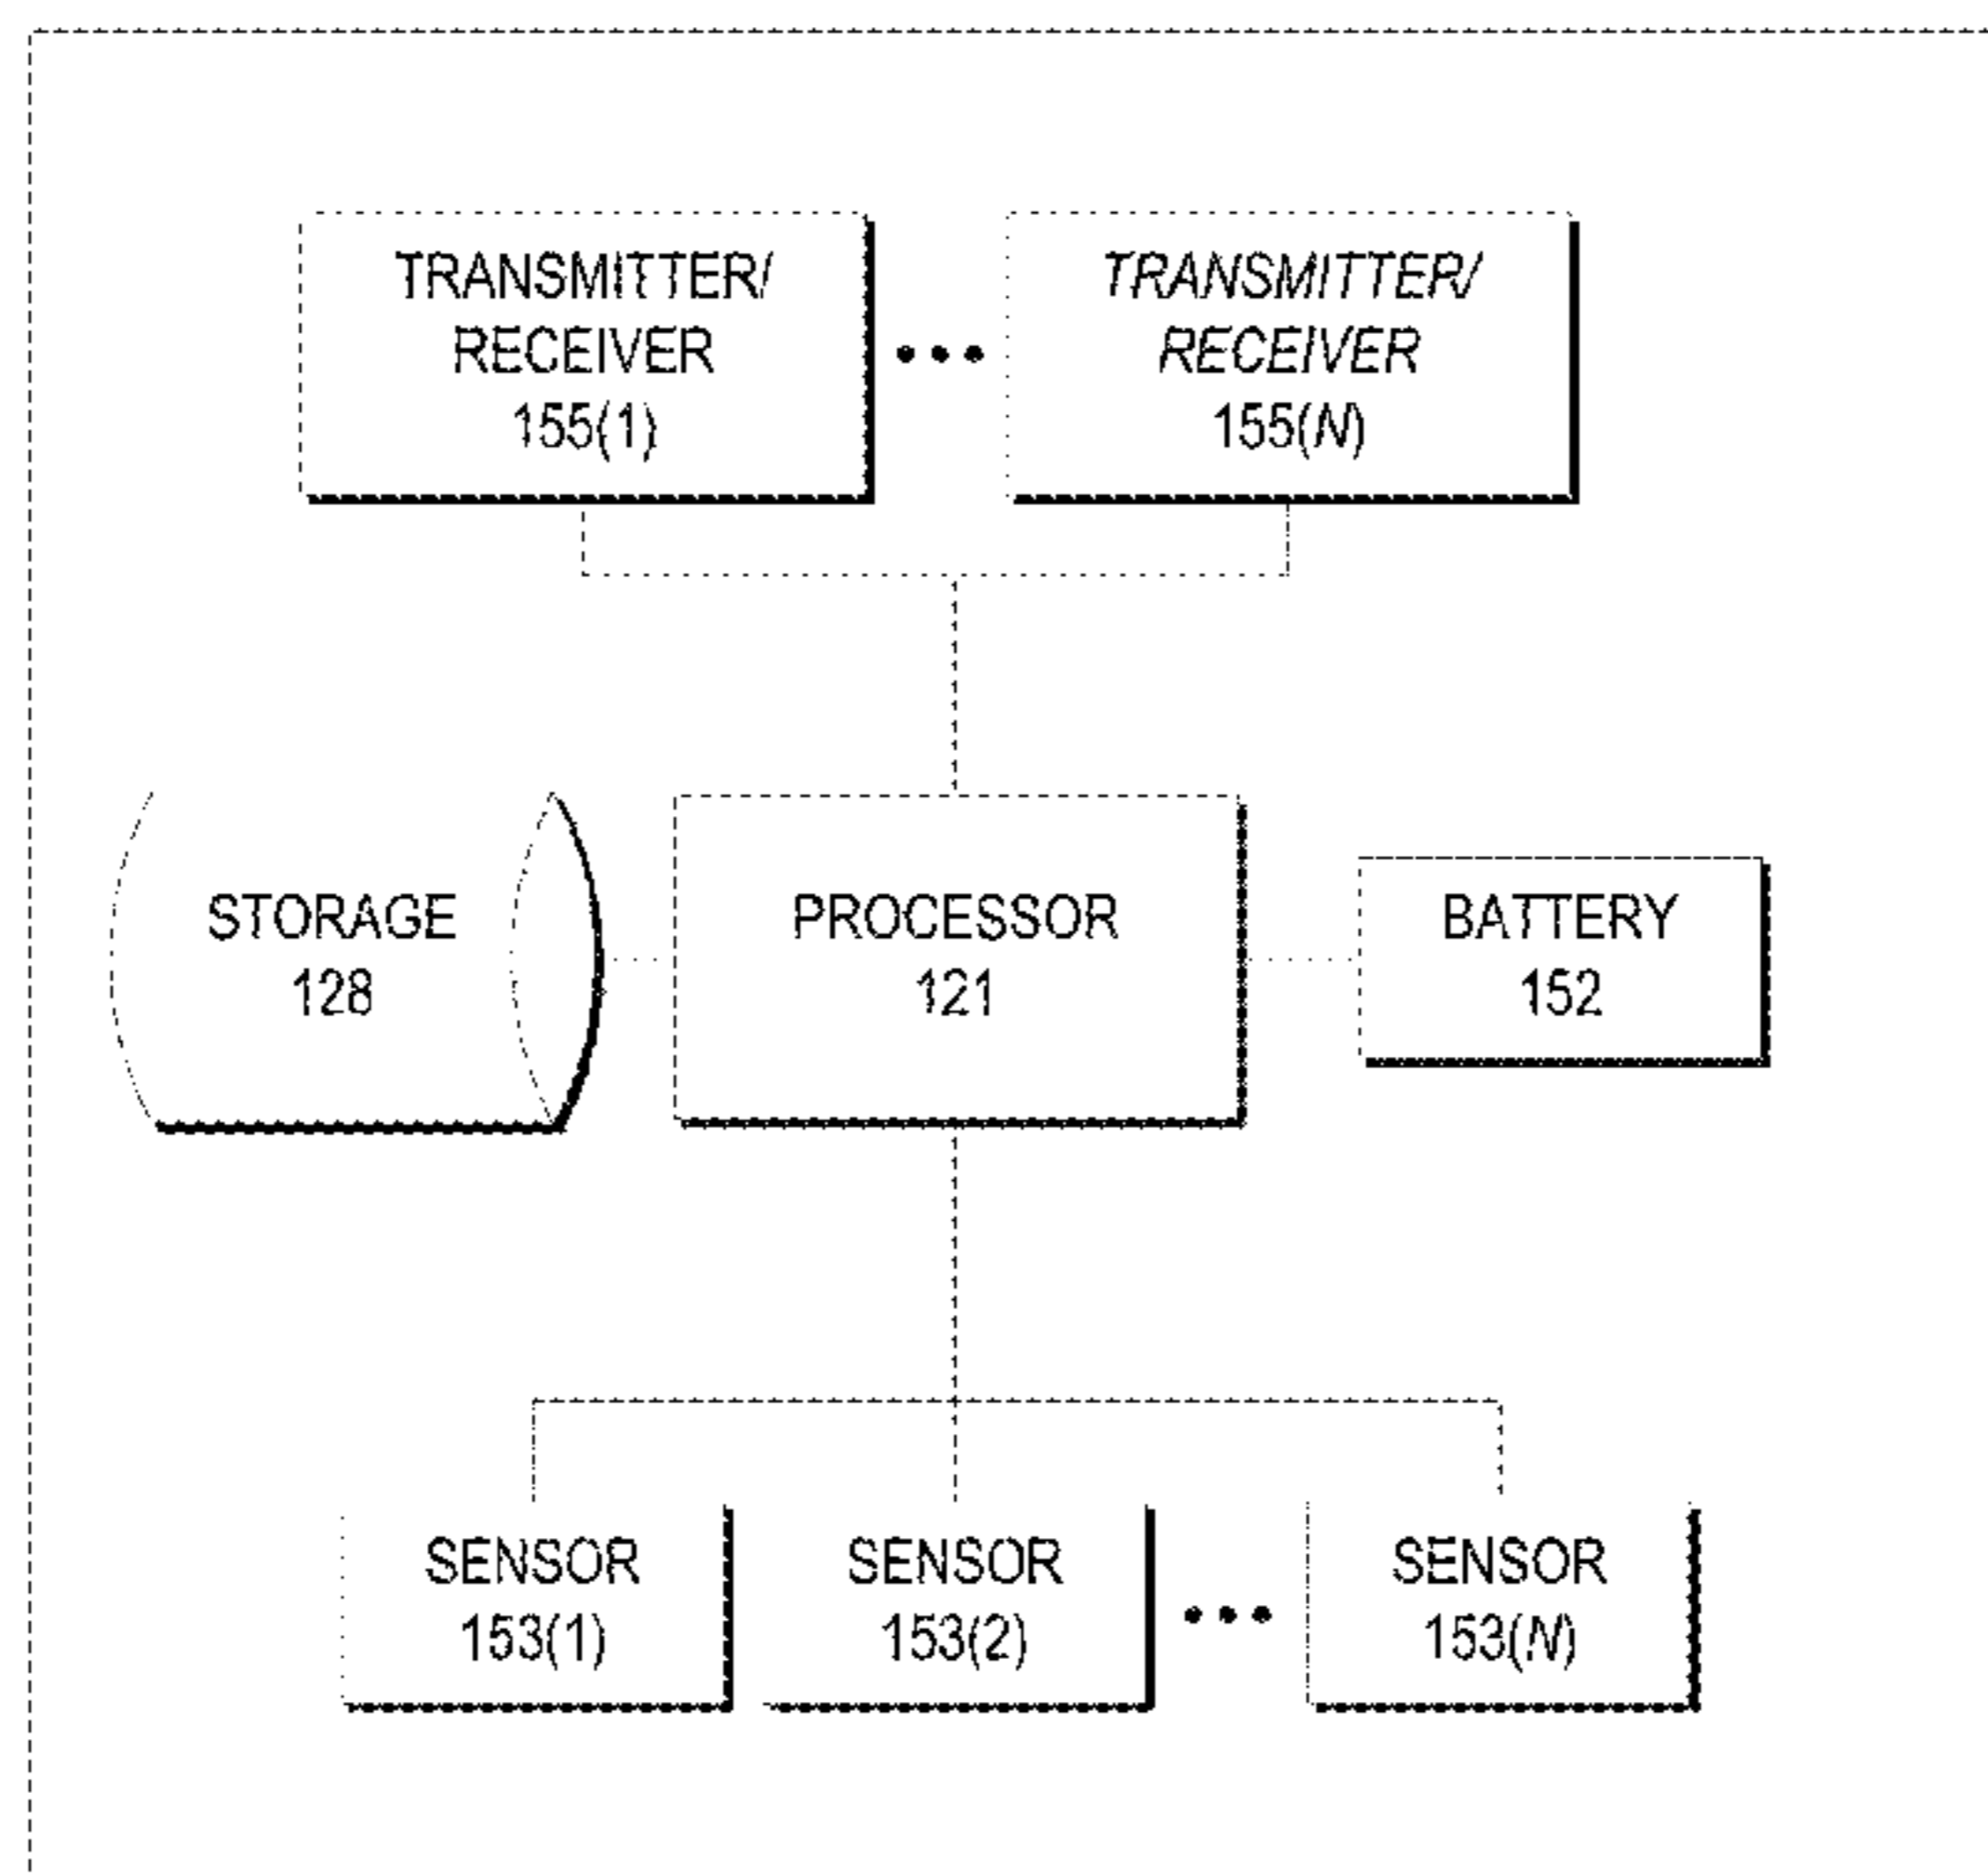 TRANSMITTER/
RECEIVER
155(1)
•••
TRANSMITTER/
RECEIVER
155(N)
STORAGE
128
PROCESSOR
121
BATTERY
152
SENSOR
153(1)
SENSOR
153(2)
•••
SENSOR
153(N)